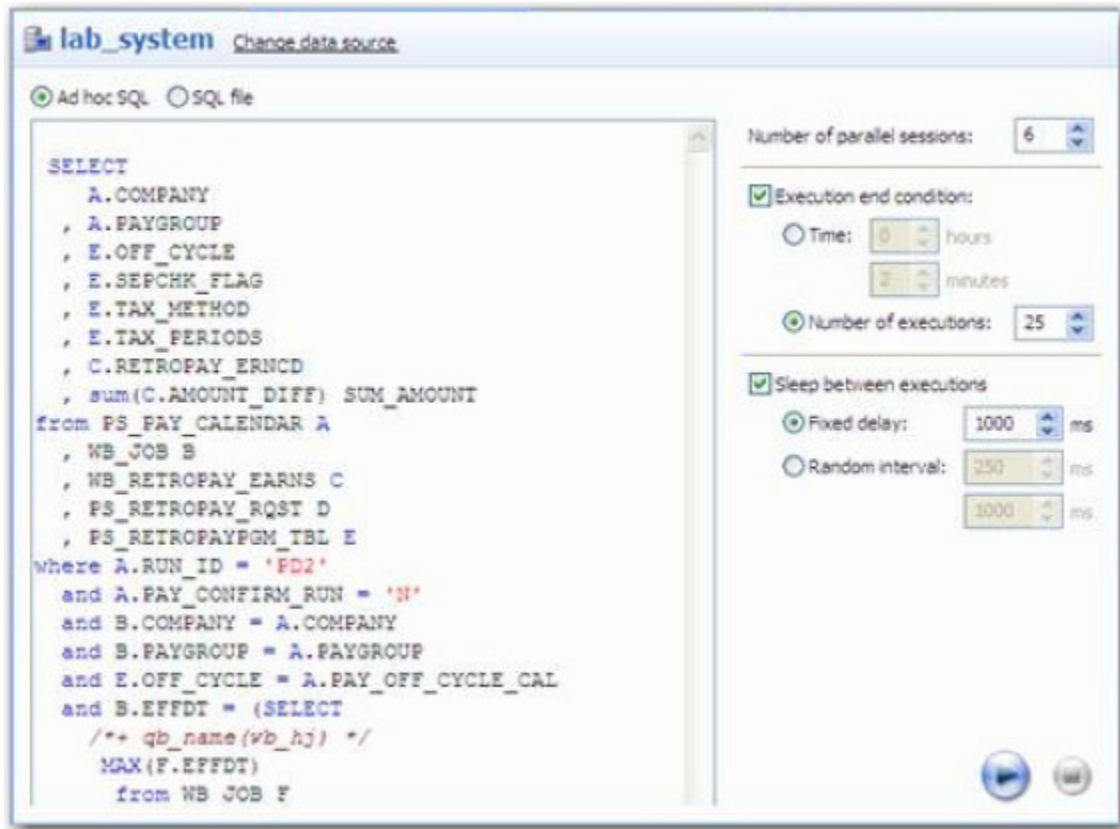 lab_system Change data source
Ad hoc SQL SQL file
SELECT
A.COMPANY
, A.PAYGROUP
, E.OFF_CYCLE
, E.SEPCHK_FLAG
, E.TAX_METHOD
, E.TAX_PERIODS
, C.RETROPAY_ERNCD
, sum(C.AMOUNT_DIFF) SUM_AMOUNT
from PS_PAY_CALENDAR A
, WB_JOB B
, WB_RETROPAY_EARNS C
, PS_RETROPAY_RQST D
, PS_RETROPAYPGM_TBL E
where A.RUN_ID = 'PD2'
and A.PAY_CONFIRM_RUN = 'N'
and B.COMPANY = A.COMPANY
and B.PAYGROUP = A.PAYGROUP
and E.OFF_CYCLE = A.PAY_OFF_CYCLE_CAL
and B.EFFDT = (SELECT
/*+ qb_name(wb_hj) */
MAX(F.EFFDT)
from WB_JOB F
Number of parallel sessions: 6
Execution end condition:
Time: 0 hours
2 minutes
Number of executions: 25
Sleep between executions
Fixed delay: 1000 ms
Random interval: 250 ms
1000 ms